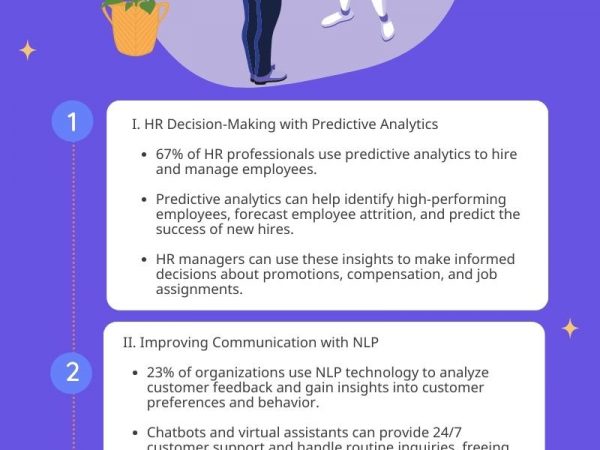 1
I. HR Decision-Making with Predictive Analytics
• 67% of HR professionals use predictive analytics to hire
and manage employees.
• Predictive analytics can help identify high-performing
employees, forecast employee attrition, and predict the
success of new hires.
• HR managers can use these insights to make informed
decisions about promotions, compensation, and job
assignments.
2
II. Improving Communication with NLP
• 23% of organizations use NLP technology to analyze
customer feedback and gain insights into customer
preferences and behavior.
• Chatbots and virtual assistants can provide 24/7
customer support and handle routine inquiries, freeing